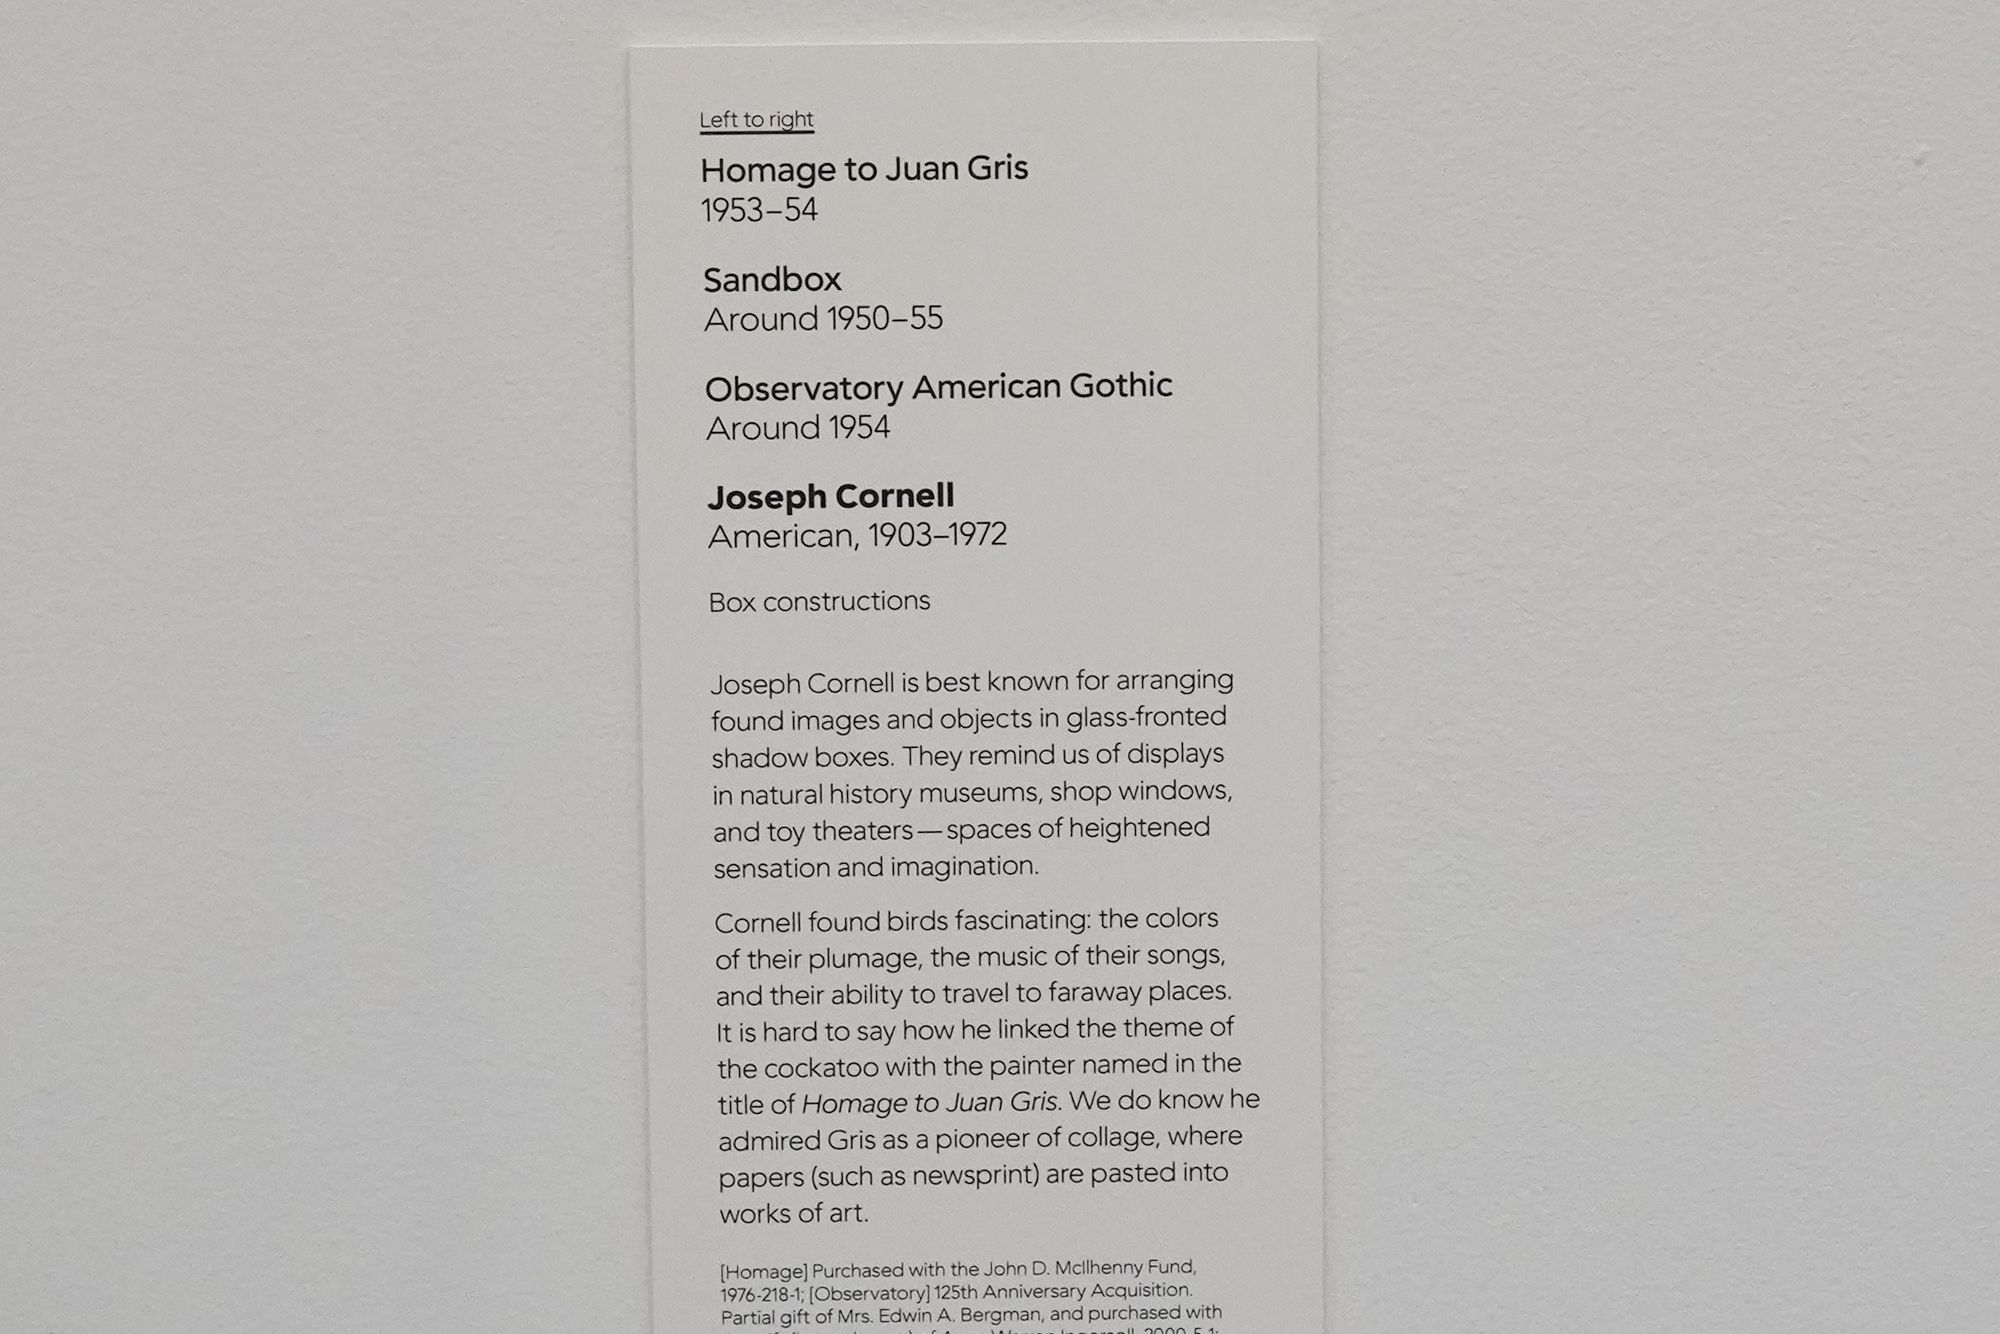 Left to right
Homage to Juan Gris
1953–54
Sandbox
Around 1950–55
Observatory American Gothic
Around 1954
Joseph Cornell
American, 1903–1972
Box constructions
Joseph Cornell is best known for arranging
found images and objects in glass-fronted
shadow boxes. They remind us of displays
in natural history museums, shop windows,
and toy theaters — spaces of heightened
sensation and imagination.
Cornell found birds fascinating: the colors
of their plumage, the music of their songs,
and their ability to travel to faraway places.
It is hard to say how he linked the theme of
the cockatoo with the painter named in the
title of Homage to Juan Gris. We do know he
admired Gris as a pioneer of collage, where
papers (such as newsprint) are pasted into
works of art.
[Homage] Purchased with the John D. McIlhenny Fund,
1976-218-1; [Observatory] 125th Anniversary Acquisition.
Partial gift of Mrs. Edwin A. Bergman, and purchased with